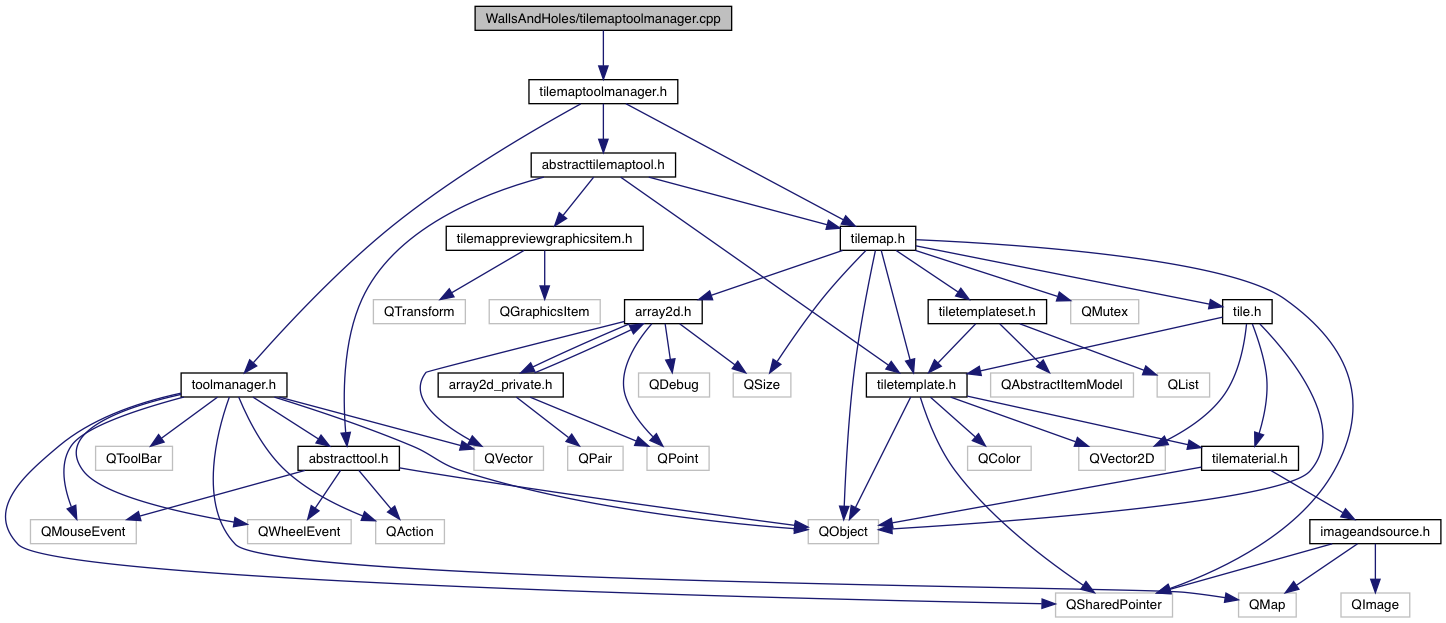 WallsAndHoles/tilemaptoolmanager.cpp
tilemaptoolmanager.h
abstracttilemaptool.h
tilemappreviewgraphicsitem.h
tilemap.h
QTransform
QGraphicsItem
array2d.h
tiletemplateset.h
QMutex
tile.h
toolmanager.h
array2d_private.h
QDebug
QSize
tiletemplate.h
QAbstractItemModel
QList
QToolBar
abstracttool.h
QVector
QPair
QPoint
QColor
QVector2D
tilematerial.h
QMouseEvent
QWheelEvent
QAction
QObject
imageandsource.h
QSharedPointer
QMap
QImage